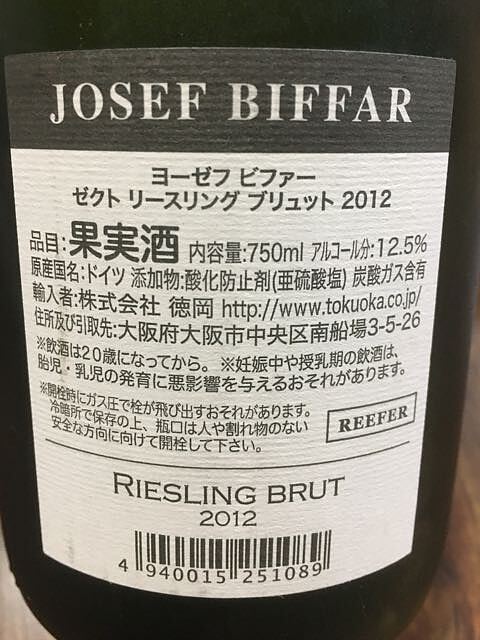 JOSEF BIFFAR
ヨーゼフ ビファー
ゼクト リースリング ブリュット 2012
品目:果実酒 内容量:750ml アルコール分:12.5%
原産国名:ドイツ 添加物:酸化防止剤(亜硫酸塩) 炭酸ガス含有
輸入者:株式会社 徳岡 http://www.tokuoka.co.jp/
住所及び引取先:大阪府大阪市中央区南船場3-5-26
※飲酒は20歳になってから。※妊娠中や授乳期の飲酒は、
胎児・乳児の発育に悪影響を与えるおそれがあります。
※開栓時にガス圧で栓が飛び出すおそれがあります。
冷暗所で保存の上、瓶口は人や割れ物のない
安全な方向に向けて開栓して下さい。
REEFER
RIESLING BRUT
2012
4 940015 251089